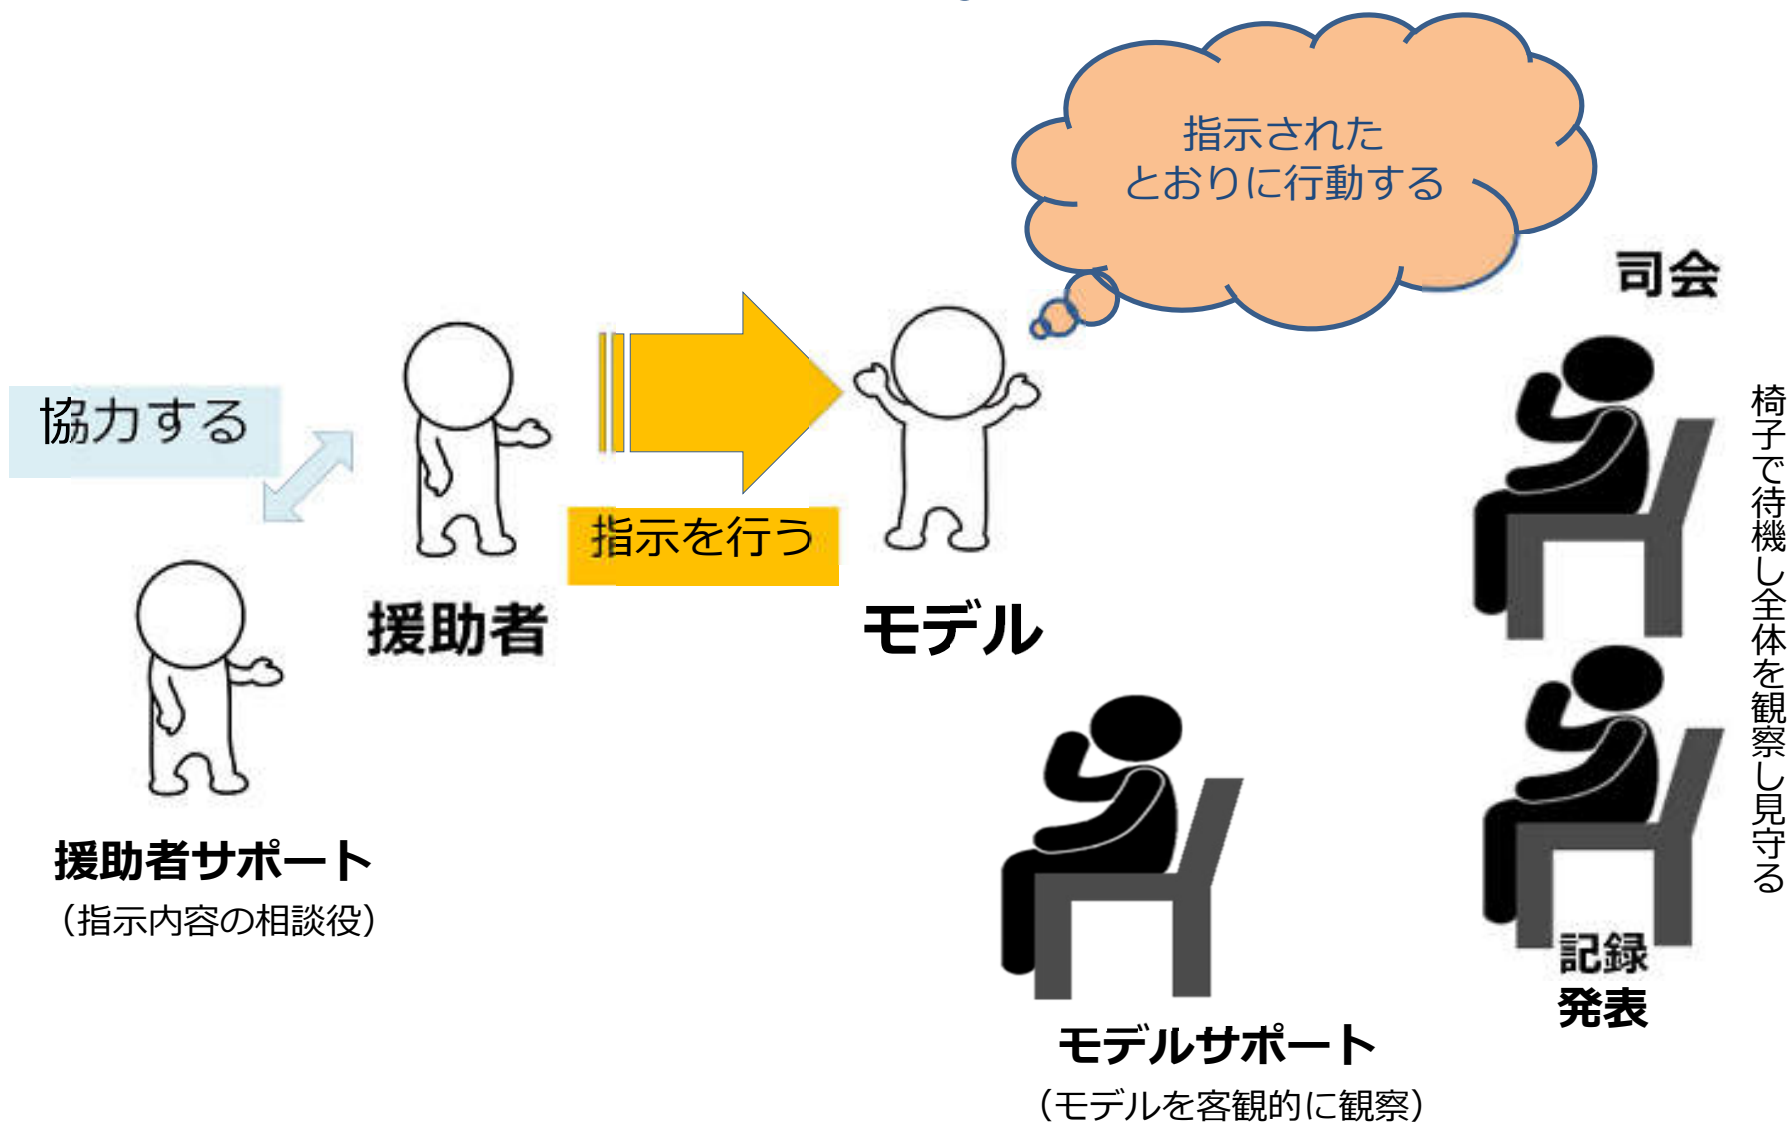 指示された
とおりに行動する
司会
協力する
指示を行う
援助者
モデル
椅子で待機し全体を観察し見守る
援助者サポート
（指示内容の相談役）
記録
発表
モデルサポート
（モデルを客観的に観察）